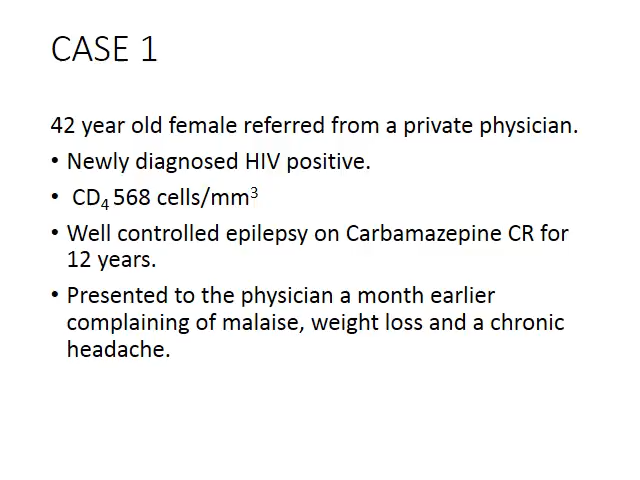 CASE 1
42 year old female referred from a private physician.
• Newly diagnosed HIV positive.
• CD₄ 568 cells/mm³
• Well controlled epilepsy on Carbamazepine CR for
12 years.
• Presented to the physician a month earlier
complaining of malaise, weight loss and a chronic
headache.